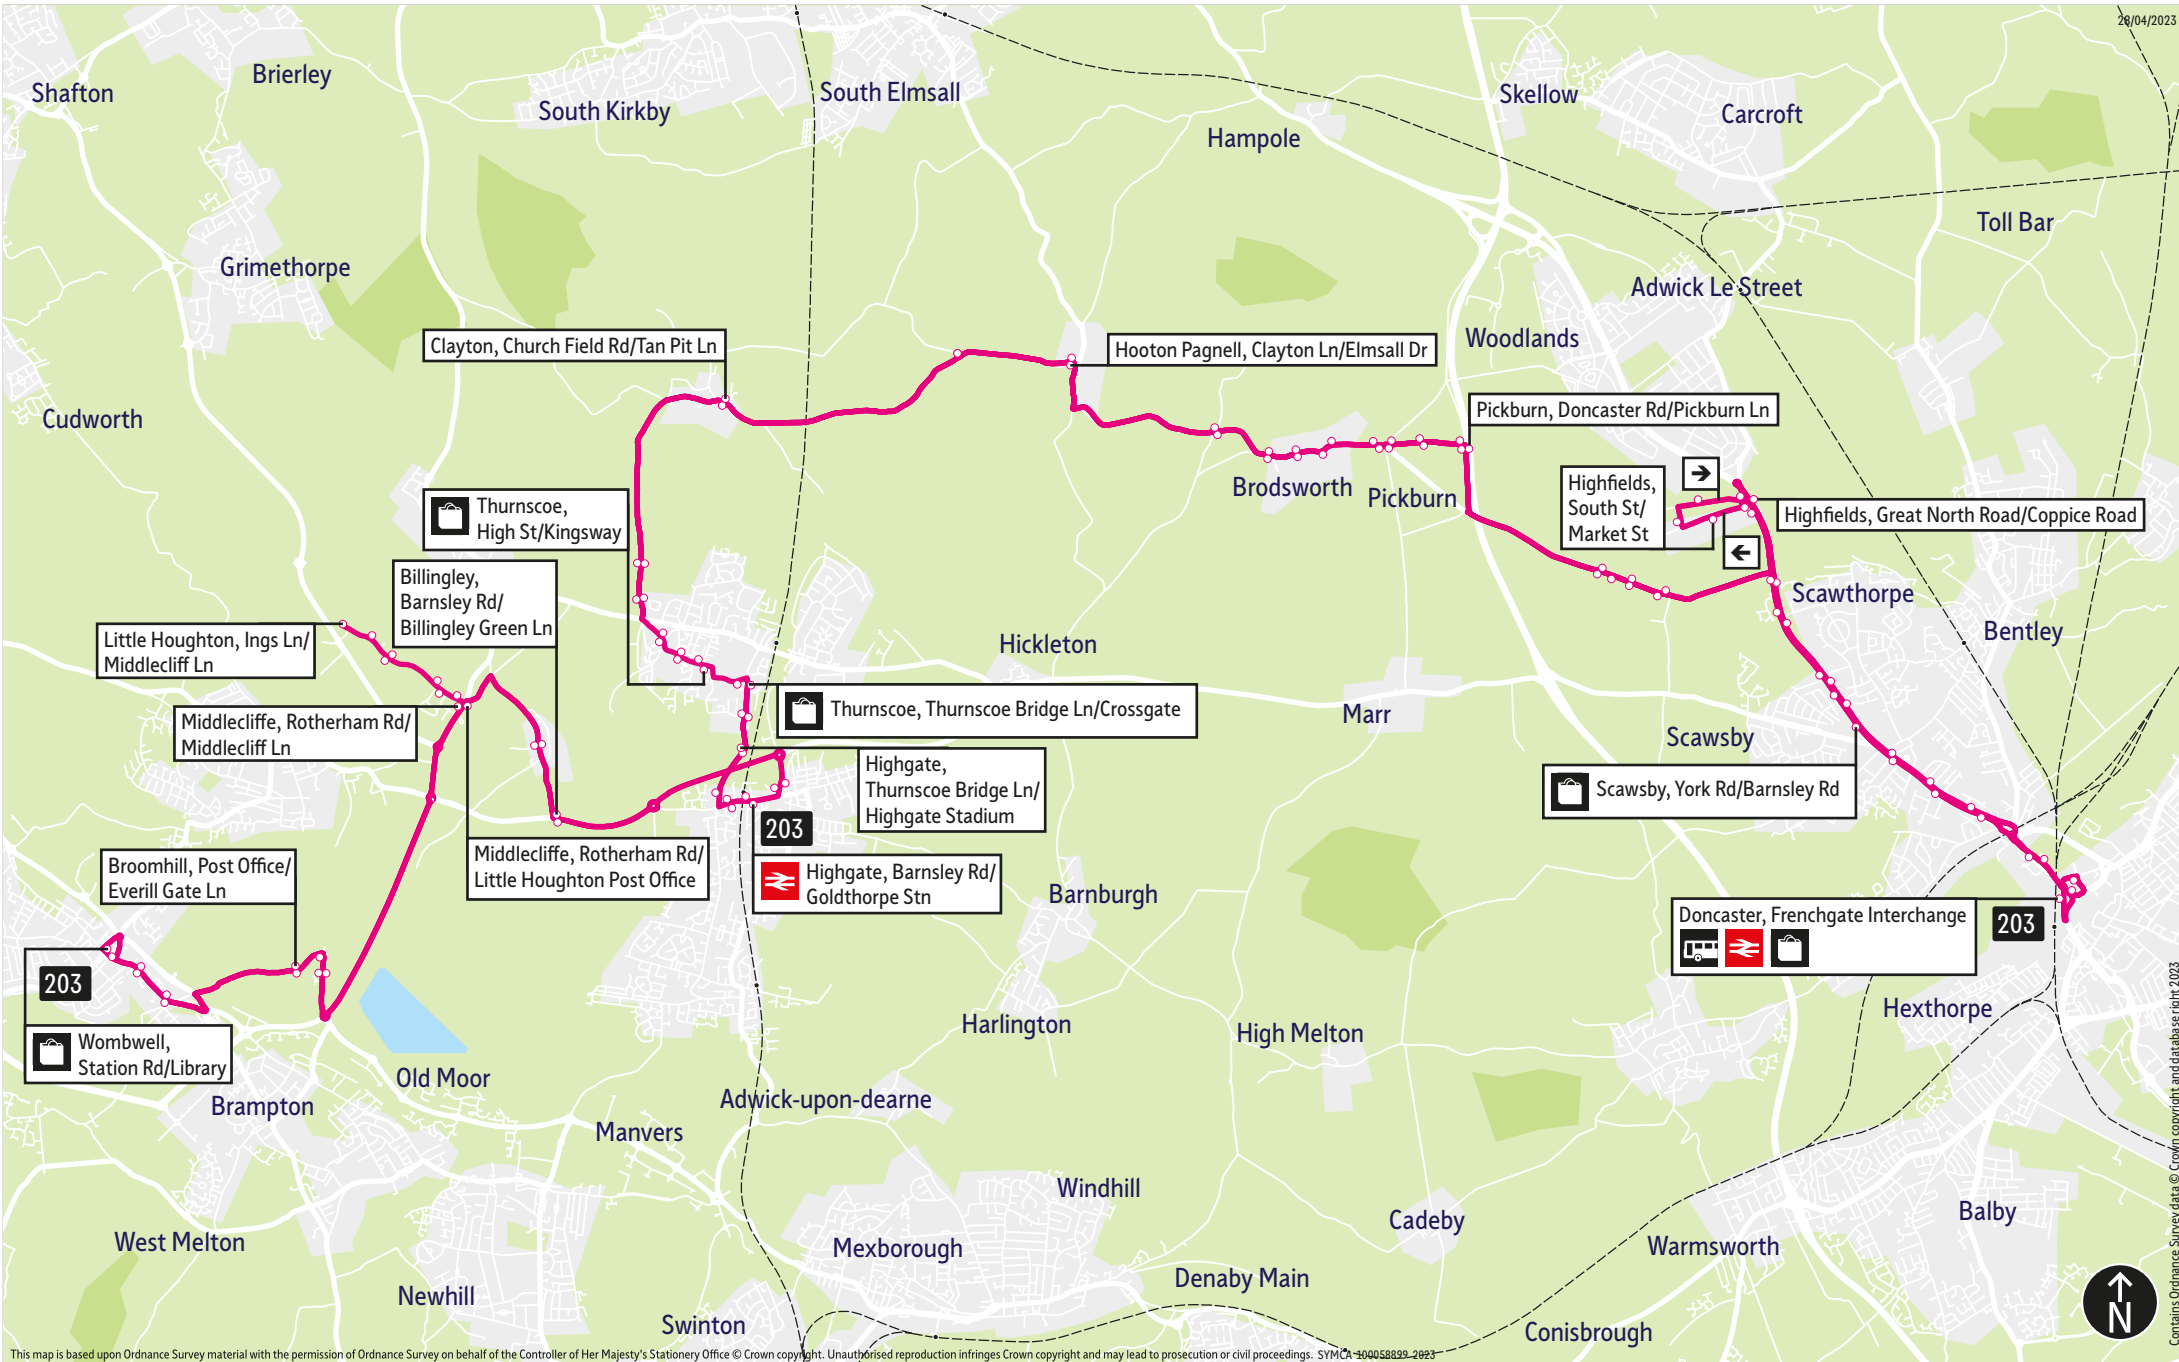 28/04/2023
Shafton
Brierley
South Kirkby
South Elmsall
Hampole
Skellow
Carcroft
Toll Bar
Grimethorpe
Adwick Le Street
Woodlands
Clayton, Church Field Rd/Tan Pit Ln
Hooton Pagnell, Clayton Ln/Elmsall Dr
Cudworth
Pickburn, Doncaster Rd/Pickburn Ln
Brodsworth
Pickburn
Highfields,
South St/
Market St
Highfields, Great North Road/Coppice Road
Thurnscoe,
High St/Kingsway
Billingley,
Barnsley Rd/
Billingley Green Ln
Scawthorpe
Bentley
Little Houghton, Ings Ln/
Middlecliff Ln
Hickleton
Thurnscoe, Thurnscoe Bridge Ln/Crossgate
Marr
Middlecliffe, Rotherham Rd/
Middlecliff Ln
Scawsby
Scawsby, York Rd/Barnsley Rd
Highgate,
Thurnscoe Bridge Ln/
Highgate Stadium
203
Middlecliffe, Rotherham Rd/
Little Houghton Post Office
Highgate, Barnsley Rd/
Goldthorpe Stn
Broomhill, Post Office/
Everill Gate Ln
Barnburgh
Doncaster, Frenchgate Interchange
203
203
Wombwell,
Station Rd/Library
Harlington
High Melton
Hexthorpe
Old Moor
Brampton
Adwick-upon-dearne
Manvers
Windhill
Cadeby
Balby
West Melton
Mexborough
Warmsworth
Newhill
Denaby Main
Swinton
Conisbrough
N
Contains Ordnance Survey data © Crown copyright and database right 2023
This map is based upon Ordnance Survey material with the permission of Ordnance Survey on behalf of the Controller of Her Majesty's Stationery Office © Crown copyright. Unauthorised reproduction infringes Crown copyright and may lead to prosecution or civil proceedings. SYMCA 100058899 2023